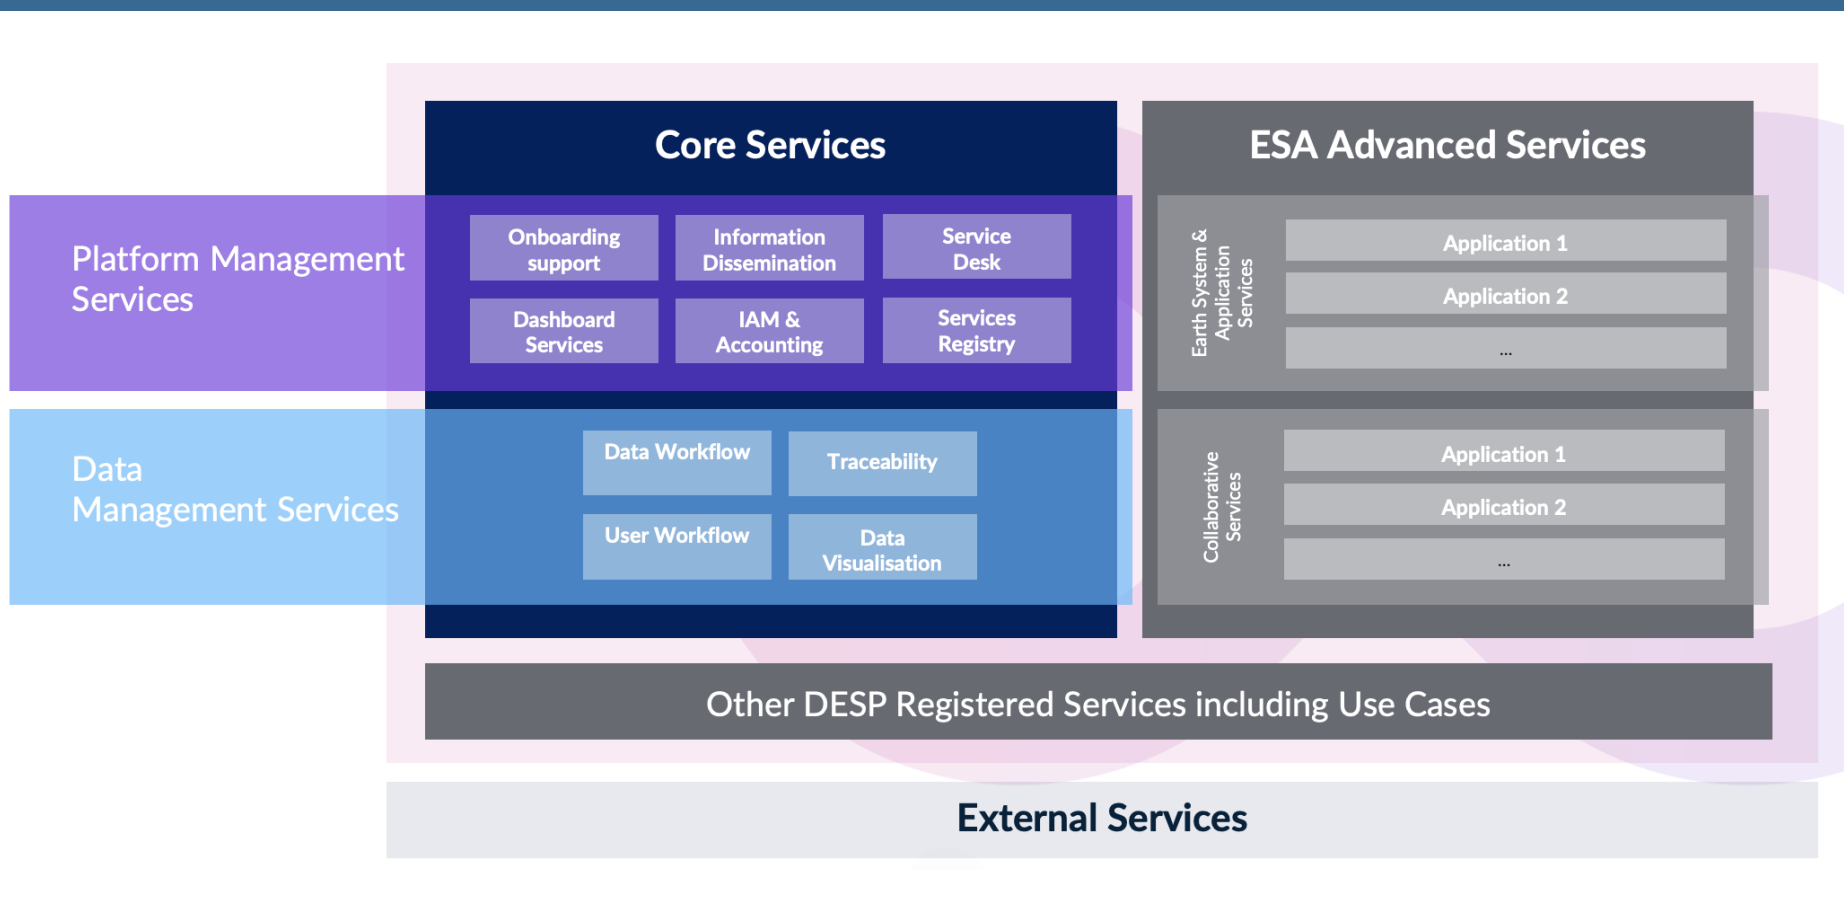 Core Services
ESA Advanced Services
Platform Management
Services
Onboarding
support
Information
Dissemination
Service
Desk
Dashboard
Services
IAM &
Accounting
Services
Registry
Earth System &
Application
Services
Application 1
Application 2
...
Data
Management Services
Data Workflow
Traceability
User Workflow
Data
Visualisation
Collaborative
Services
Application 1
Application 2
...
Other DESP Registered Services including Use Cases
External Services